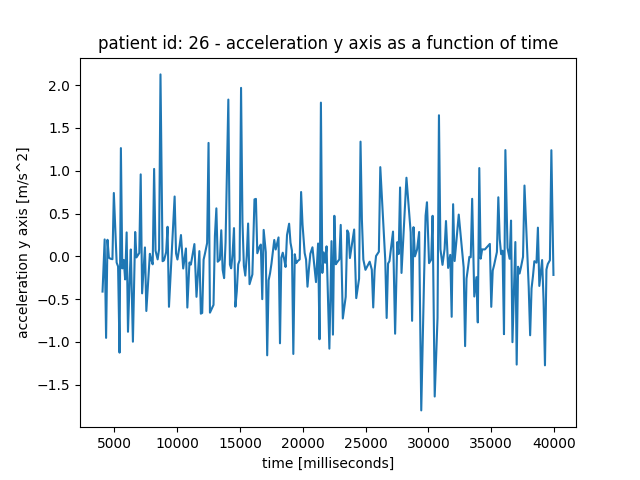 patient id: 26 - acceleration y axis as a function of time
acceleration y axis [m/s^2]
2.0
1.5
1.0
0.5
0.0
−0.5
−1.0
−1.5
5000 10000 15000 20000 25000 30000 35000 40000
time [milliseconds]